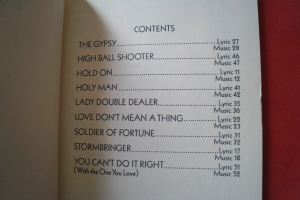 CONTENTS
THE GYPSY Lyric 27
Music 28
HIGH BALL SHOOTER Lyric 46
Music 47
HOLD ON Lyric 11
Music 12
HOLY MAN Lyric 41
Music 42
LADY DOUBLE DEALER Lyric 35
Music 36
LOVE DON'T MEAN A THING Lyric 22
Music 23
SOLDIER OF FORTUNE Lyric 31
Music 32
STORMBRINGER Lyric 17
Music 18
YOU CAN'T DO IT RIGHT Lyric 51
(With the One You Love) Music 52